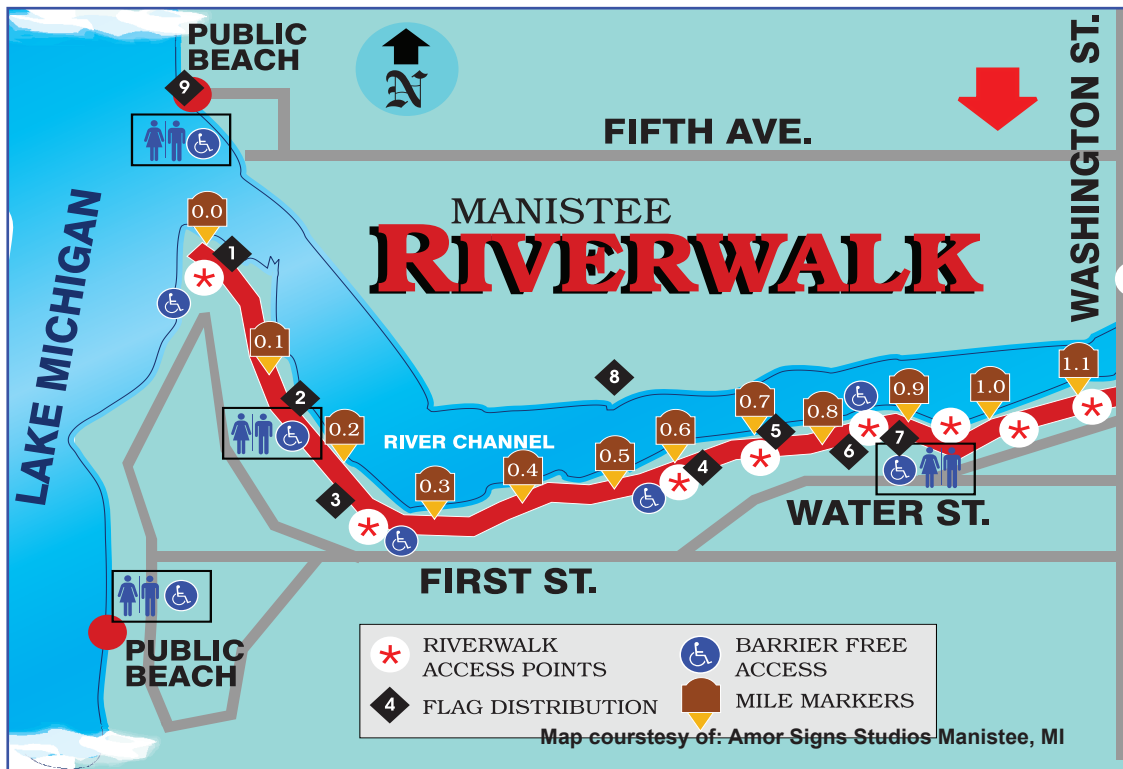 PUBLIC
BEACH
9
N
WASHINGTON ST.
FIFTH AVE.
LAKE MICHIGAN
MANISTEE
RIVERWALK
0.0
1
0.1
2
0.2
3
0.3
RIVER CHANNEL
0.4
8
0.5
0.6
4
0.7
5
0.8
6
0.9
7
1.0
1.1
WATER ST.
FIRST ST.
PUBLIC
BEACH
RIVERWALK
ACCESS POINTS
4 FLAG DISTRIBUTION
BARRIER FREE
ACCESS
MILE MARKERS
Map courstesy of: Amor Signs Studios Manistee, MI